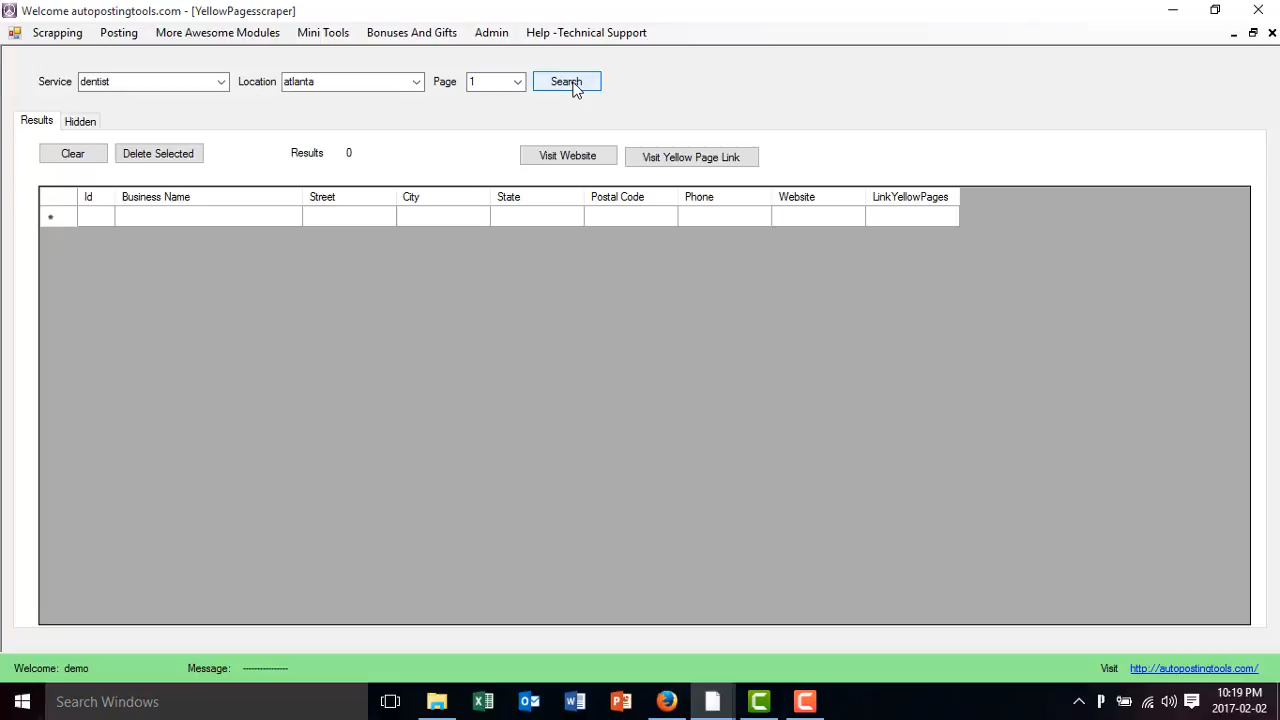 Welcome autopostingtools.com - [YellowPagesscraper]
Scrapping Posting More Awesome Modules Mini Tools Bonuses And Gifts Admin Help -Technical Support
Service dentist Location atlanta Page 1 Search
Results Hidden
Clear Delete Selected Results 0 Visit Website Visit Yellow Page Link
Id Business Name Street City State Postal Code Phone Website LinkYellowPages
Welcome: demo Message: --------------- Visit http://autopostingtools.com/
Search Windows
10:19 PM
2017-02-02